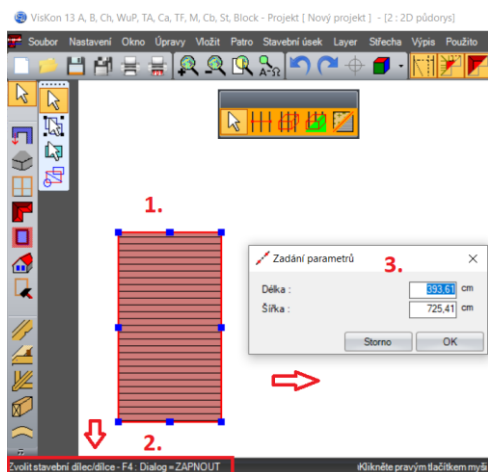 VisKon 13 A, B, Ch, WuP, TA, Ca, TF, M, Cb, St, Block - Projekt [ Nový projekt ] - [2 : 2D půdorys]
Soubor Nastavení Okno Úpravy Vložit Patro Stavební úsek Layer Střecha Výpis Použito
A-Ω
1.
Zadání parametrů
3.
Délka : 393,61 cm
Šířka : 725,41 cm
Storno OK
2.
Zvolit stavební dílec/dílce - F4 : Dialog = ZAPNOUT
Klikněte pravým tlačítkem myši